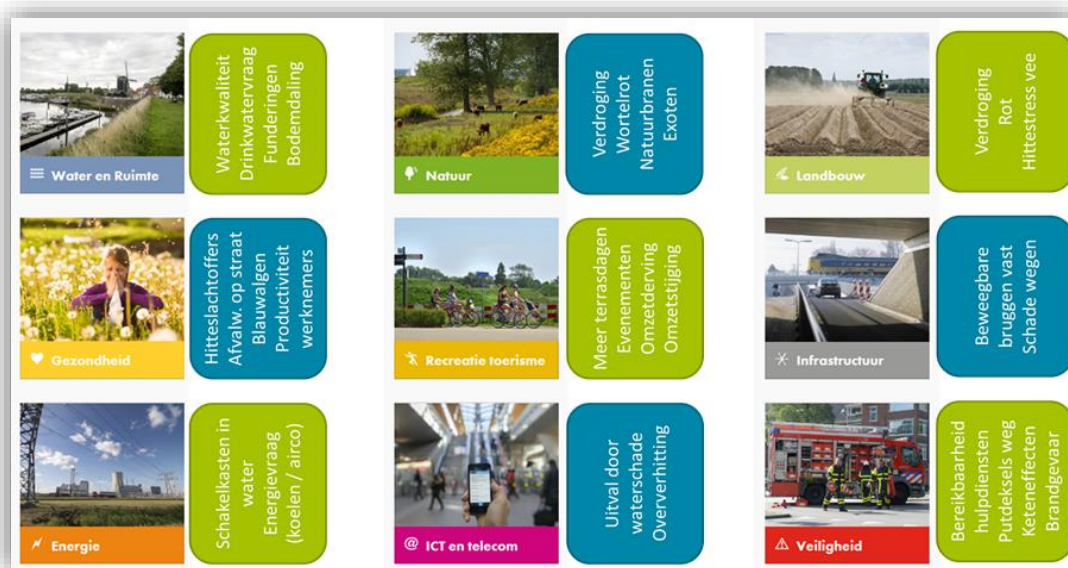 Water en Ruimte
Waterkwaliteit
Drinkwatervraag
Funderingen
Bodemdaling
Natuur
Verdroging
Wortelrot
Natuurbranen
Exoten
Landbouw
Verdroging
Rot
Hittestress vee
Gezondheid
Hitteslachtoffers
Afvalw. op straat
Blauwalgen
Productiviteit
werknemers
Recreatie toerisme
Meer terrasdagen
Evenementen
Omzetderving
Omzetstijging
Infrastructuur
Beweegbare
bruggen vast
Schade wegen
Energie
Schakelkasten in
water
Energievraag
(koelen / airco)
@ ICT en telecom
Uitval door
waterschade
Oververhitting
Veiligheid
Bereikbaarheid
hulpdiensten
Putdeksels weg
Keteneffecten
Brandgevaar